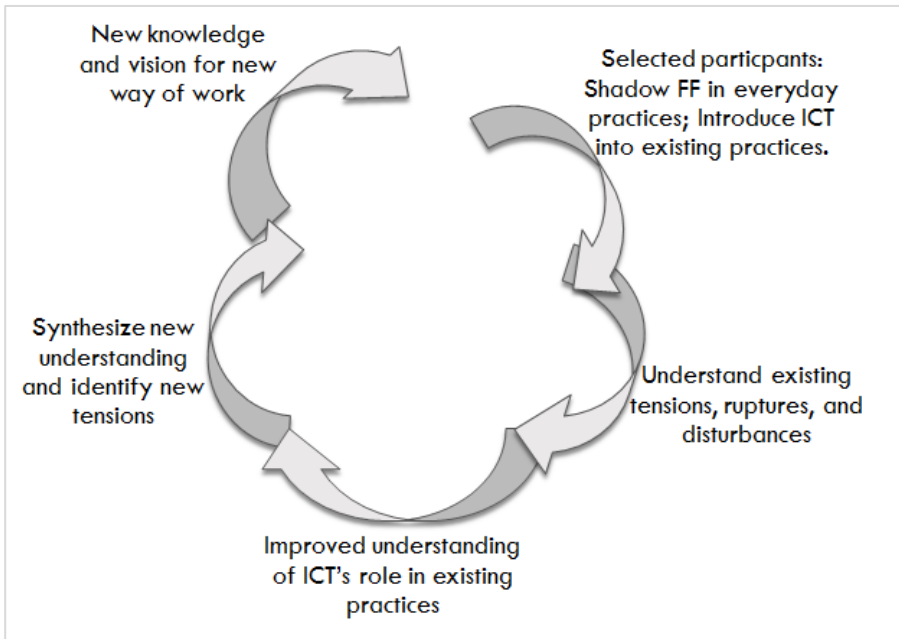 Selected particpants:
Shadow FF in everyday
practices; Introduce ICT
into existing practices.
Understand existing
tensions, ruptures, and
disturbances
Improved understanding
of ICT's role in existing
practices
Synthesize new
understanding
and identify new
tensions
New knowledge
and vision for new
way of work